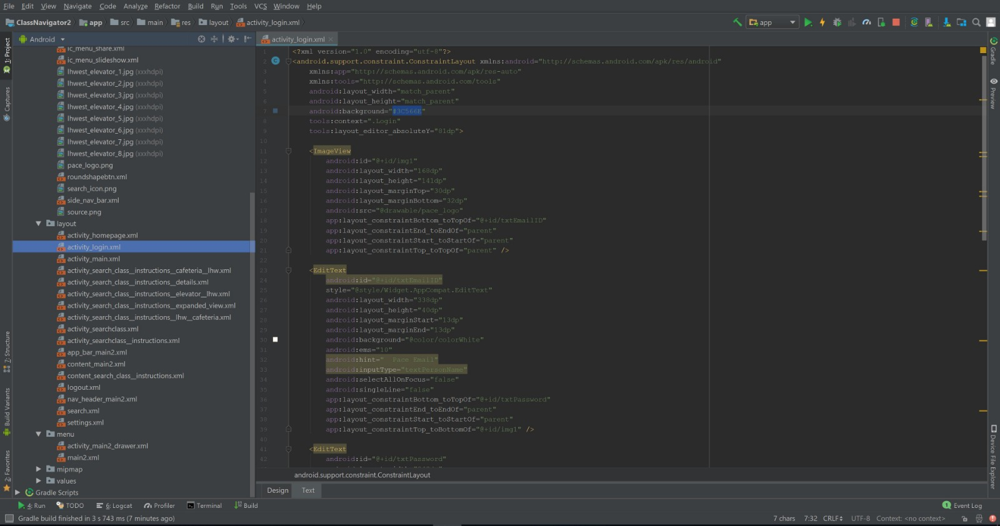 File Edit View Navigate Code Analyze Refactor Build Run Tools VCS Window Help
ClassNavigator2 app src main res layout activity_login.xml
app
1: Project
Captures
Z: Structure
Build Variants
2: Favorites
Android
ic_menu_share.xml
ic_menu_slideshow.xml
lhwest_elevator_1.jpg (xxxhdpi)
lhwest_elevator_2.jpg (xxxhdpi)
lhwest_elevator_3.jpg (xxxhdpi)
lhwest_elevator_4.jpg (xxxhdpi)
lhwest_elevator_5.jpg (xxxhdpi)
lhwest_elevator_6.jpg (xxxhdpi)
lhwest_elevator_7.jpg (xxxhdpi)
lhwest_elevator_8.jpg (xxxhdpi)
pace_logo.png
roundshapebtn.xml
search_icon.png
side_nav_bar.xml
source.png
layout
activity_homepage.xml
activity_login.xml
activity_main.xml
activity_search_class__instructions__cafeteria__lhw.xml
activity_search_class__instructions__details.xml
activity_search_class__instructions__elevator__lhw.xml
activity_search_class__instructions__expanded_view.xml
activity_search_class__instructions__lhw__cafeteria.xml
activity_searchclass.xml
activity_searchclass__instructions.xml
app_bar_main2.xml
content_main2.xml
content_search_class__instructions.xml
logout.xml
nav_header_main2.xml
search.xml
settings.xml
menu
activity_main2_drawer.xml
main2.xml
mipmap
values
Gradle Scripts
activity_login.xml
1 <?xml version="1.0" encoding="utf-8"?>
2 <android.support.constraint.ConstraintLayout xmlns:android="http://schemas.android.com/apk/res/android"
3 xmlns:app="http://schemas.android.com/apk/res-auto"
4 xmlns:tools="http://schemas.android.com/tools"
5 android:layout_width="match_parent"
6 android:layout_height="match_parent"
7 android:background="#3C566E"
8 tools:context=".Login"
9 tools:layout_editor_absoluteY="81dp">
10
11 <ImageView
12 android:id="@+id/img1"
13 android:layout_width="168dp"
14 android:layout_height="141dp"
15 android:layout_marginTop="30dp"
16 android:layout_marginBottom="32dp"
17 android:src="@drawable/pace_logo"
18 app:layout_constraintBottom_toTopOf="@+id/txtEmailID"
19 app:layout_constraintEnd_toEndOf="parent"
20 app:layout_constraintStart_toStartOf="parent"
21 app:layout_constraintTop_toTopOf="parent" />
22
23 <EditText
24 android:id="@+id/txtEmailID"
25 style="@style/Widget.AppCompat.EditText"
26 android:layout_width="338dp"
27 android:layout_height="40dp"
28 android:layout_marginStart="13dp"
29 android:layout_marginEnd="13dp"
30 android:background="@color/colorWhite"
31 android:ems="10"
32 android:hint="  Pace Email"
33 android:inputType="textPersonName"
34 android:selectAllOnFocus="false"
35 android:singleLine="false"
36 app:layout_constraintBottom_toTopOf="@+id/txtPassword"
37 app:layout_constraintEnd_toEndOf="parent"
38 app:layout_constraintStart_toStartOf="parent"
39 app:layout_constraintTop_toBottomOf="@+id/img1" />
40
41 <EditText
42 android:id="@+id/txtPassword"
android.support.constraint.ConstraintLayout
Design Text
Gradle
Preview
Device File Explorer
4: Run TODO 6: Logcat Profiler Terminal Build
1 Event Log
Gradle build finished in 3 s 743 ms (7 minutes ago)
7 chars 7:32 CRLF UTF-8 Context: <no context>